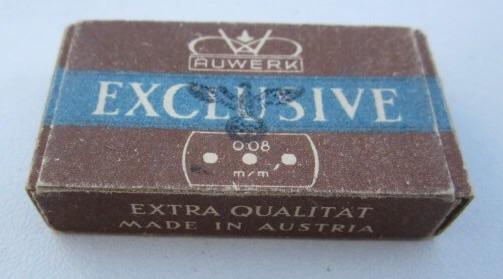 AUWERK
EXCLUSIVE
0.08
m/m
EXTRA QUALITÄT
MADE IN AUSTRIA